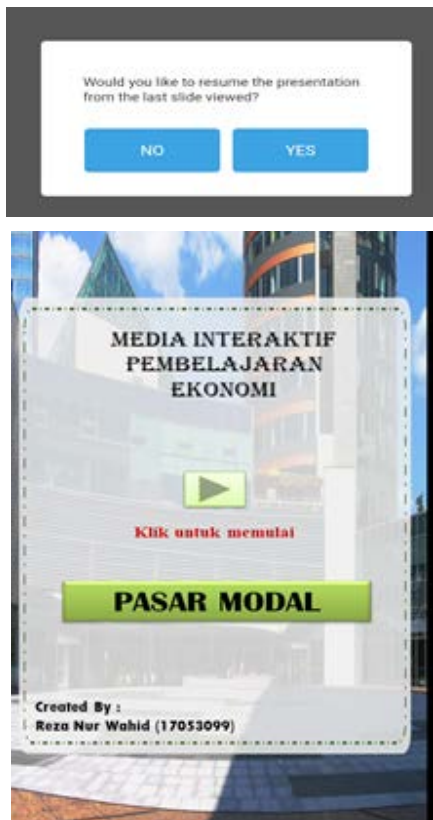 Would you like to resume the presentation
from the last slide viewed?
NO
YES
MEDIA INTERAKTIF
PEMBELAJARAN
EKONOMI
Klik untuk memulai
PASAR MODAL
Created By :
Reza Nur Wahid (17053099)